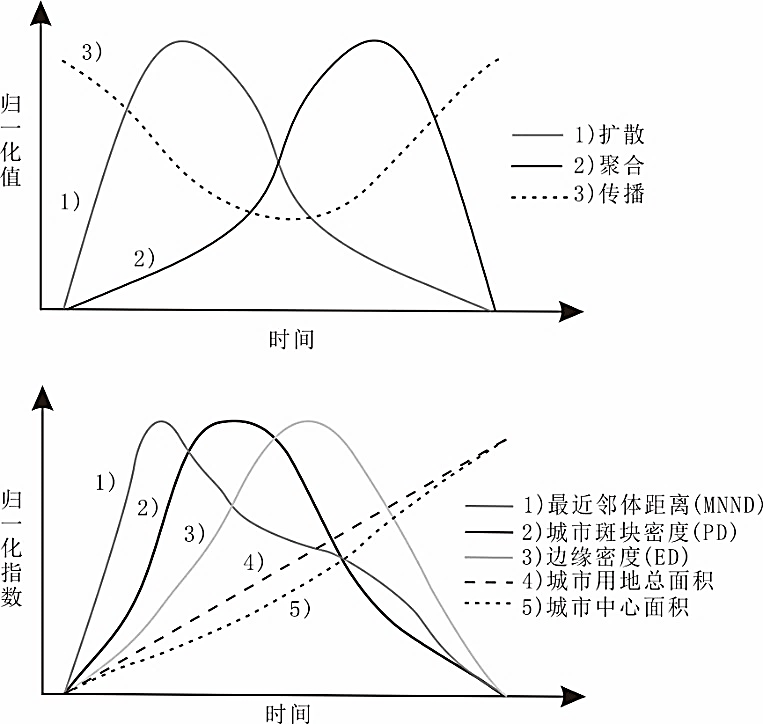 3)
归一化值
1)
2)
1)扩散
2)聚合
3)传播
时间
归一化指数
1)
2)
3)
4)
5)
1)最近邻体距离(MNND)
2)城市斑块密度(PD)
3)边缘密度(ED)
4)城市用地总面积
5)城市中心面积
时间